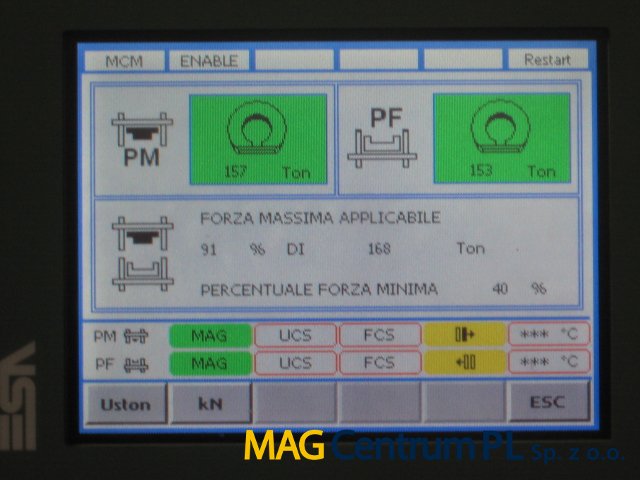 MCM ENABLE Restart
PM 157 Ton
PF 153 Ton
FORZA MASSIMA APPLICABILE
91 % DI 168 Ton
PERCENTUALE FORZA MINIMA 40 %
PM MAG UCS FCS *** °C
PF MAG UCS FCS *** °C
Uston kN ESC
MAG Centrum PL Sp. z o.o.